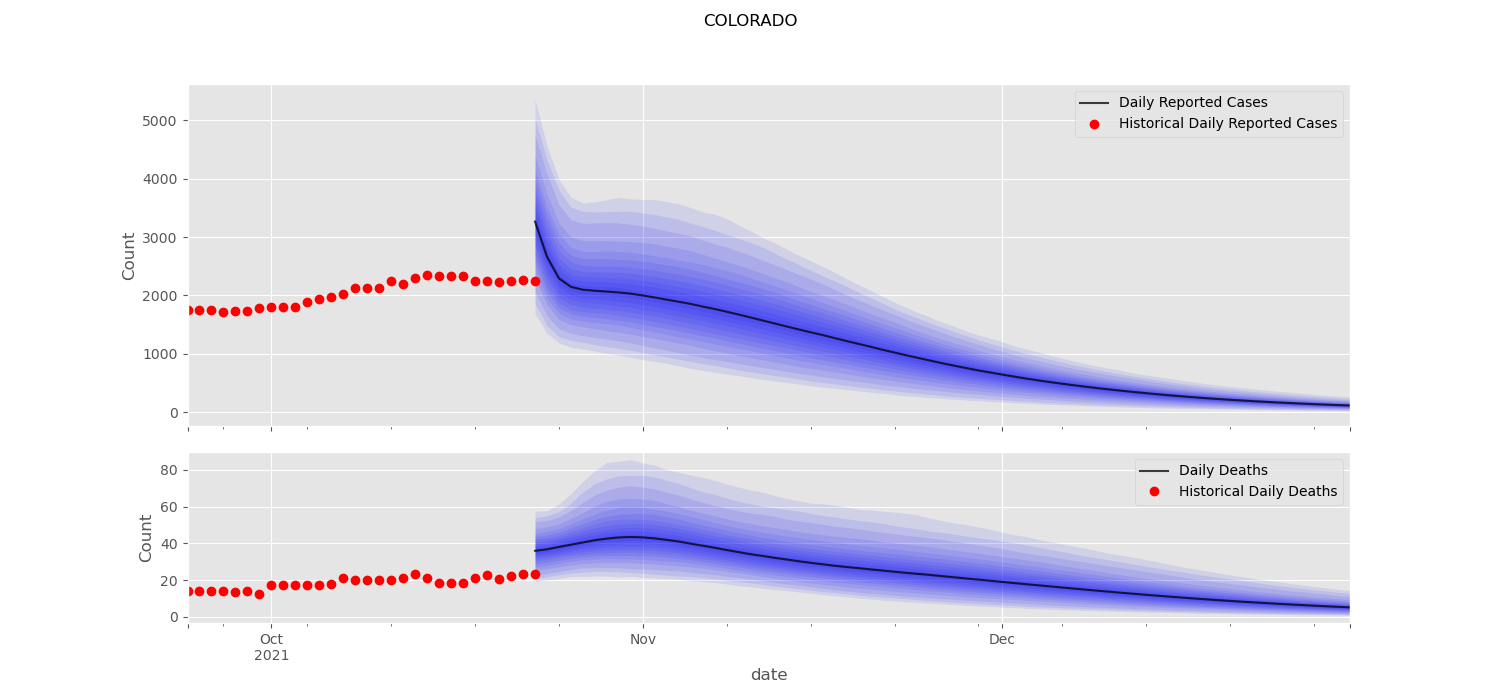 COLORADO
5000
4000
3000
2000
1000
0
Count
Daily Reported Cases
Historical Daily Reported Cases
80
60
40
20
0
Count
Daily Deaths
Historical Daily Deaths
Oct
2021
Nov
Dec
date